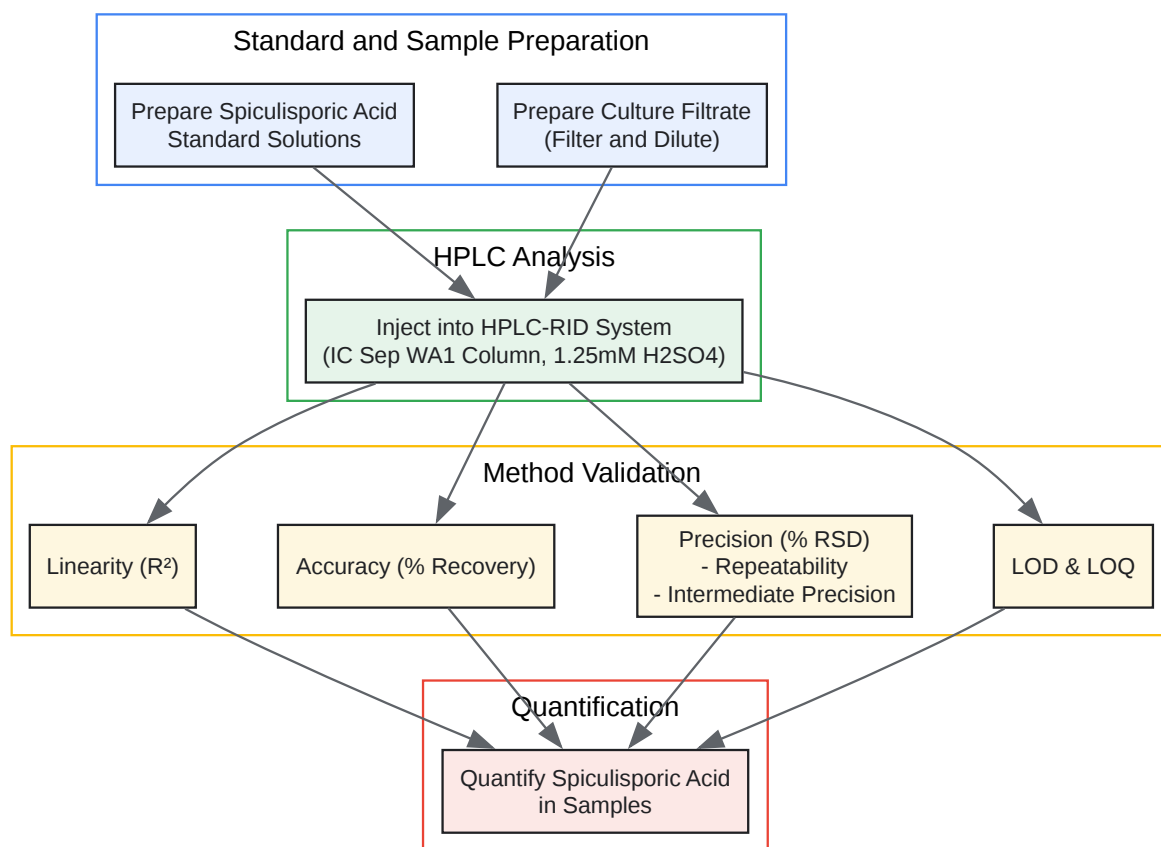 Standard and Sample Preparation
Prepare Spiculisporic Acid
Standard Solutions
Prepare Culture Filtrate
(Filter and Dilute)
HPLC Analysis
Inject into HPLC-RID System
(IC Sep WA1 Column, 1.25mM H2SO4)
Method Validation
Linearity (R²)
Accuracy (% Recovery)
Precision (% RSD)
- Repeatability
- Intermediate Precision
LOD & LOQ
Quantification
Quantify Spiculisporic Acid
in Samples